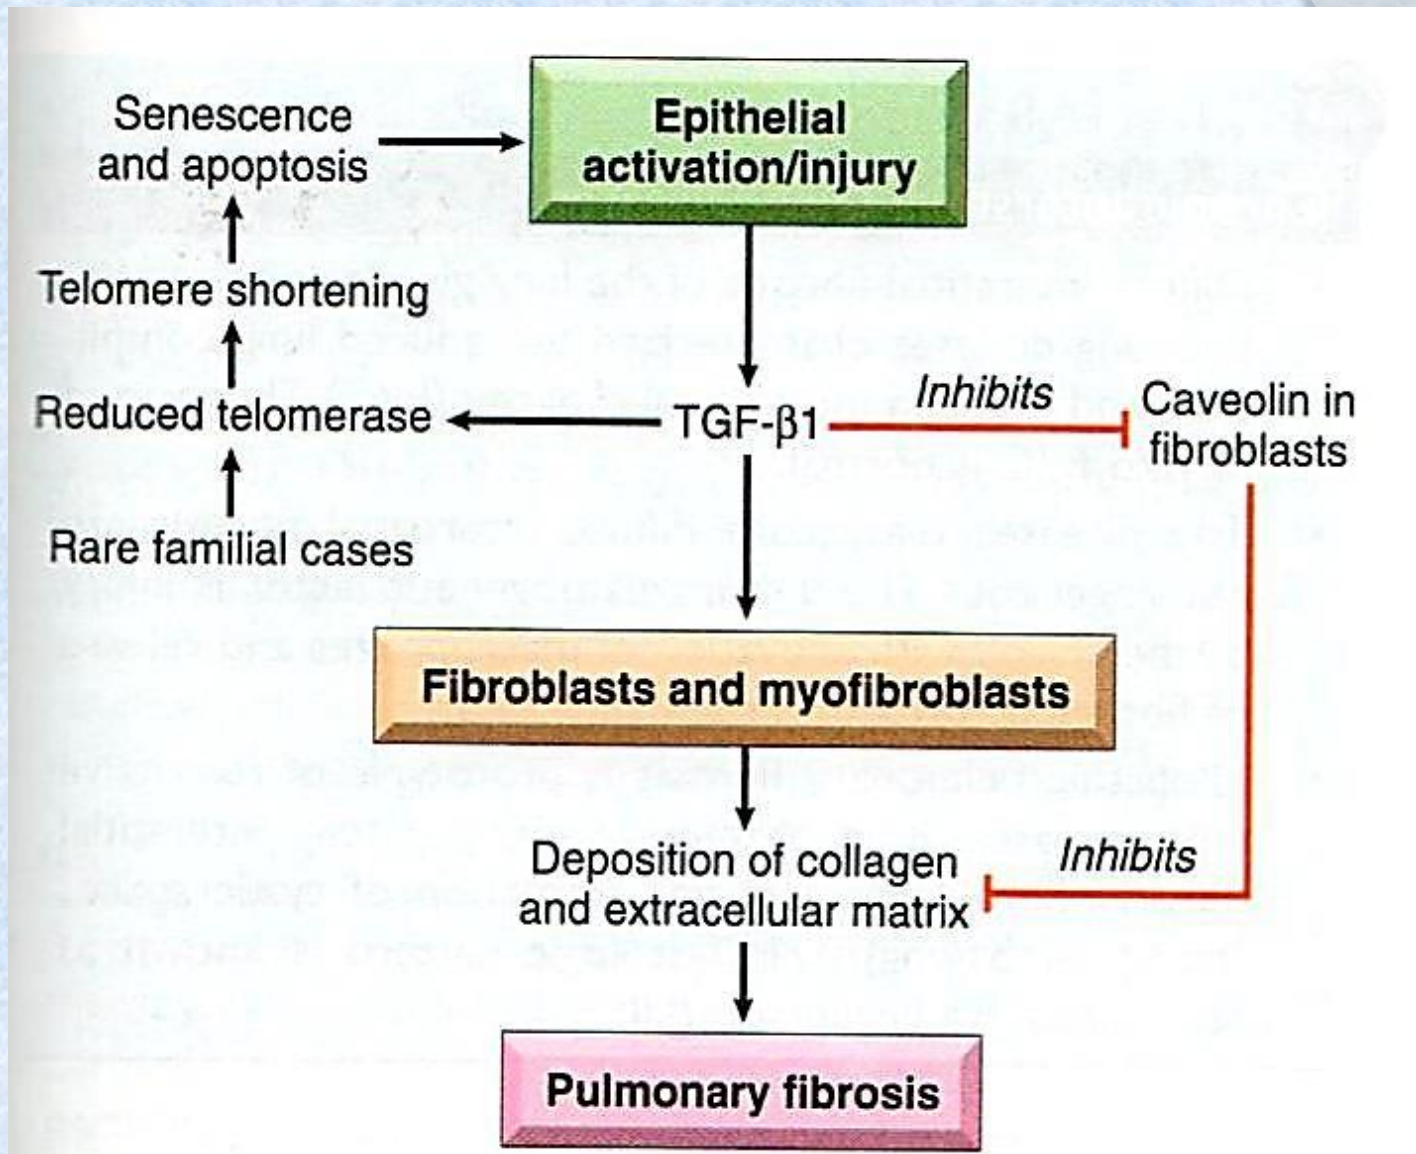 Epithelial
activation/injury
Senescence
and apoptosis
Telomere shortening
Reduced telomerase
Rare familial cases
TGF-β1
Inhibits
Caveolin in
fibroblasts
Fibroblasts and myofibroblasts
Deposition of collagen
and extracellular matrix
Inhibits
Pulmonary fibrosis